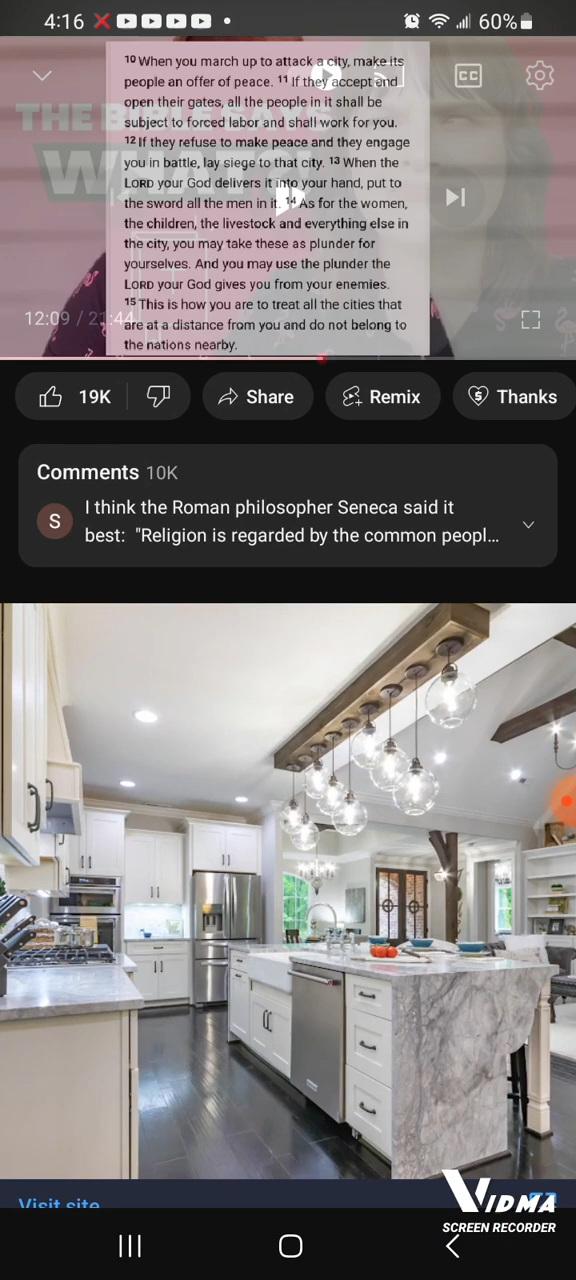 4:16
60%
10 When you march up to attack a city, make its
people an offer of peace. 11 If they accept and
open their gates, all the people in it shall be
subject to forced labor and shall work for you.
12 If they refuse to make peace and they engage
you in battle, lay siege to that city. 13 When the
LORD your God delivers it into your hand, put to
the sword all the men in it. 14 As for the women,
the children, the livestock and everything else in
the city, you may take these as plunder for
yourselves. And you may use the plunder the
LORD your God gives you from your enemies.
15 This is how you are to treat all the cities that
are at a distance from you and do not belong to
the nations nearby.
CC
THE BIBLE SAYS
WHAT?!
12:09 / 21:44
19K
Share
Remix
Thanks
Comments 10K
S
I think the Roman philosopher Seneca said it
best: "Religion is regarded by the common peopl...
Visit site
VIDMA
SCREEN RECORDER